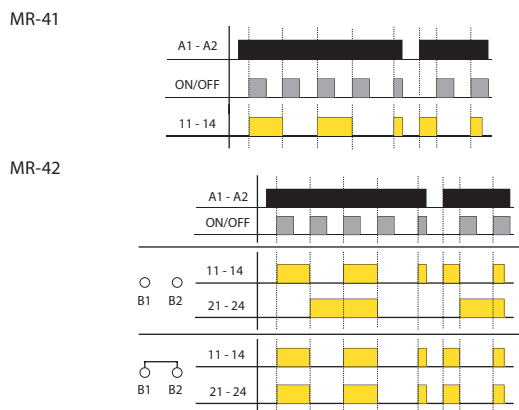 MR-41
A1 - A2
ON/OFF
11 - 14
MR-42
A1 - A2
ON/OFF
11 - 14
B1 B2
21 - 24
11 - 14
B1 B2
21 - 24